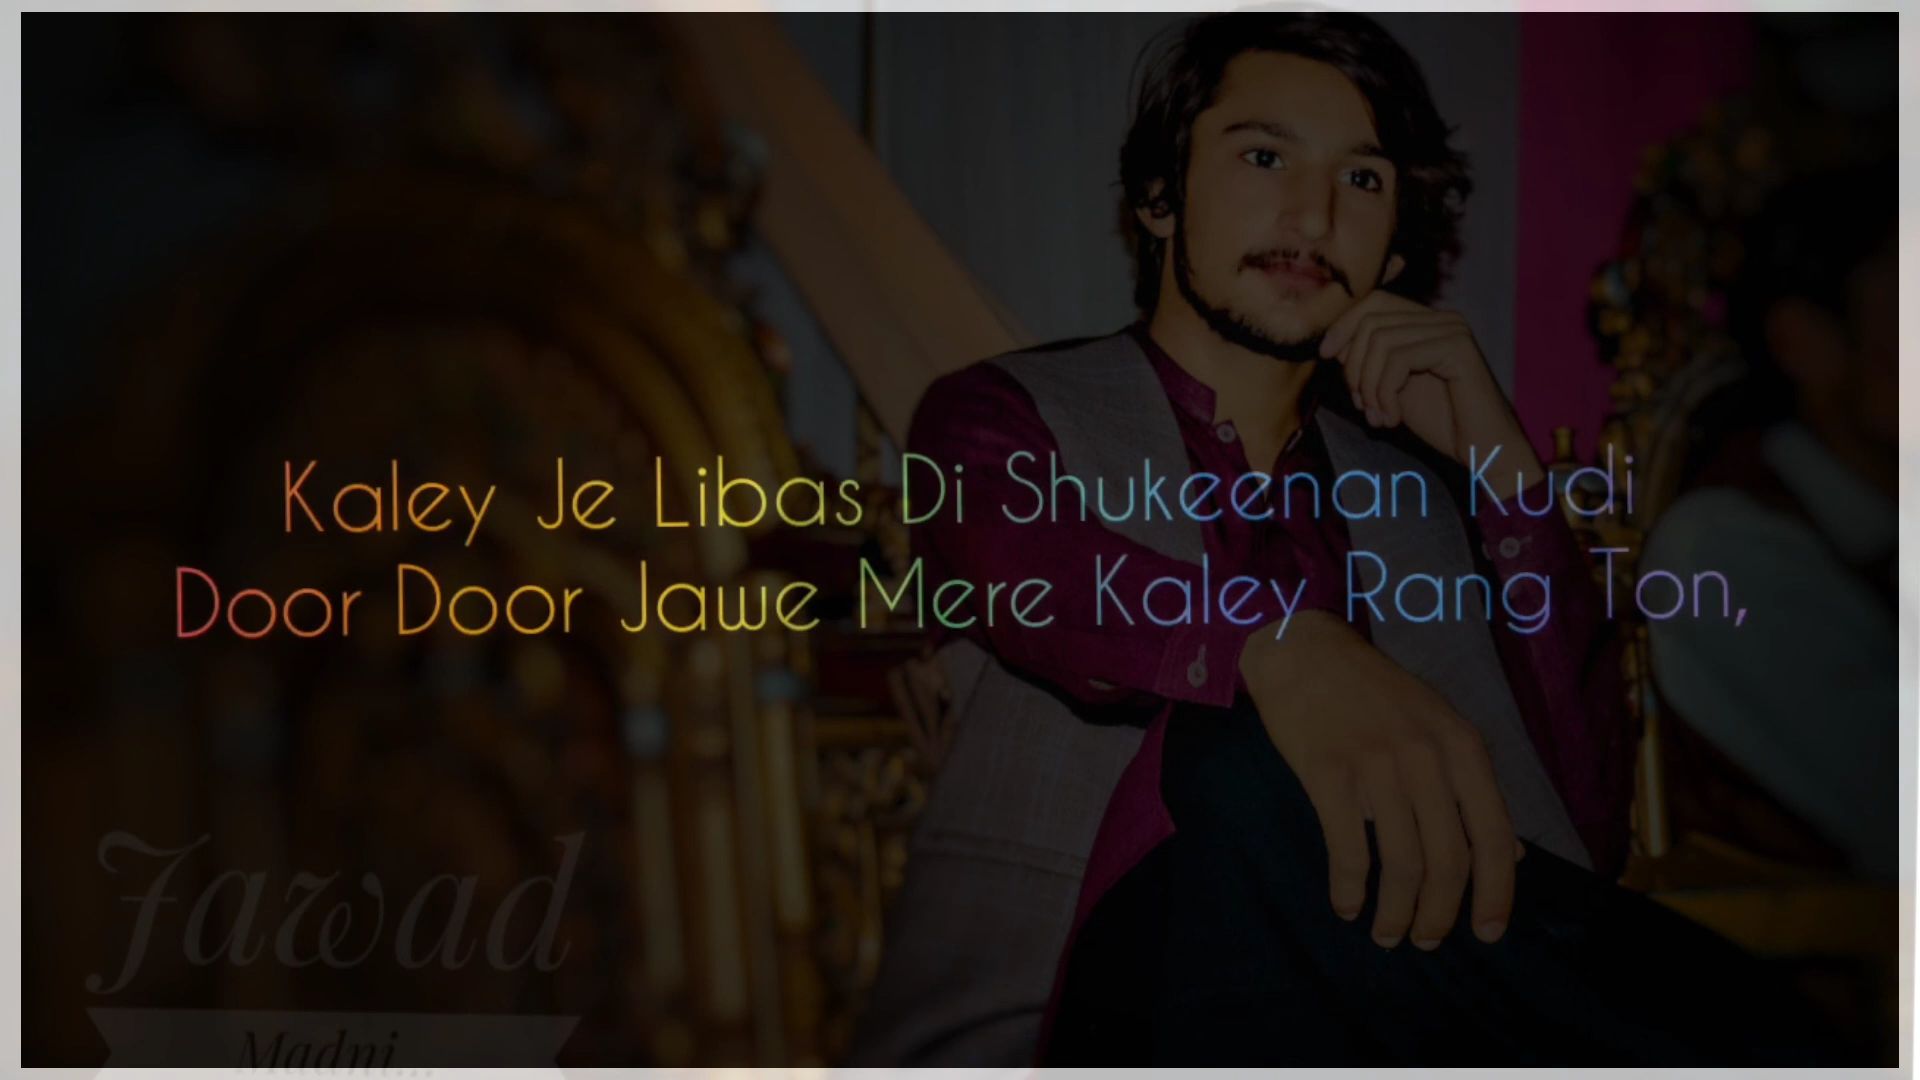 Kaley Je Libas Di Shukeenan Kudi
Door Door Jawe Mere Kaley Rang Ton,
Jawad
Madni...